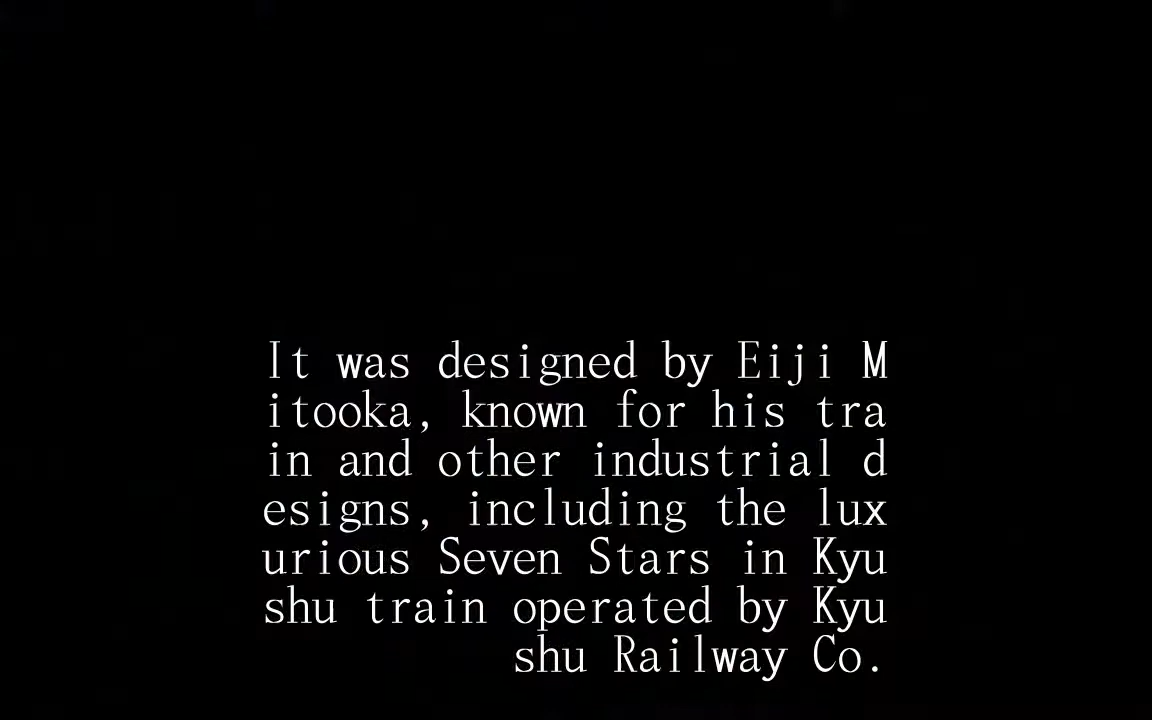 It was designed by Eiji M
itooka, known for his tra
in and other industrial d
esigns, including the lux
urious Seven Stars in Kyu
shu train operated by Kyu
shu Railway Co.